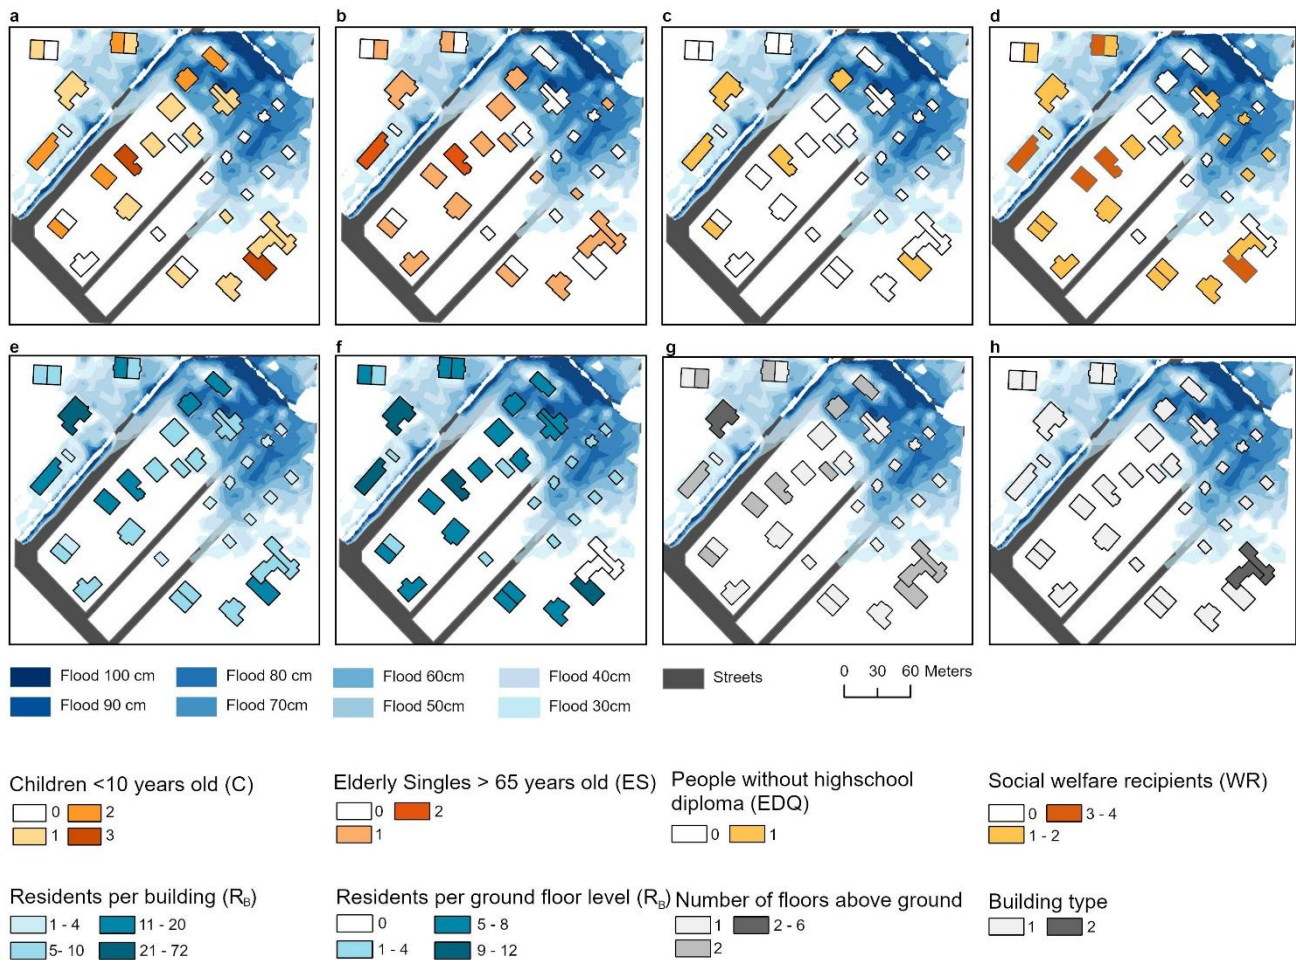 a
b
c
d
e
f
g
h
Flood 100 cm
Flood 80 cm
Flood 60cm
Flood 40cm
Streets
0 30 60 Meters
Flood 90 cm
Flood 70cm
Flood 50cm
Flood 30cm
Children <10 years old (C)
0
2
1
3
Elderly Singles > 65 years old (ES)
0
2
1
People without highschool
diploma (EDQ)
0
1
Social welfare recipients (WR)
0
3 - 4
1 - 2
Residents per building (RB)
1 - 4
11 - 20
5- 10
21 - 72
Residents per ground floor level (RB)
0
5 - 8
1 - 4
9 - 12
Number of floors above ground
1
2 - 6
2
Building type
1
2